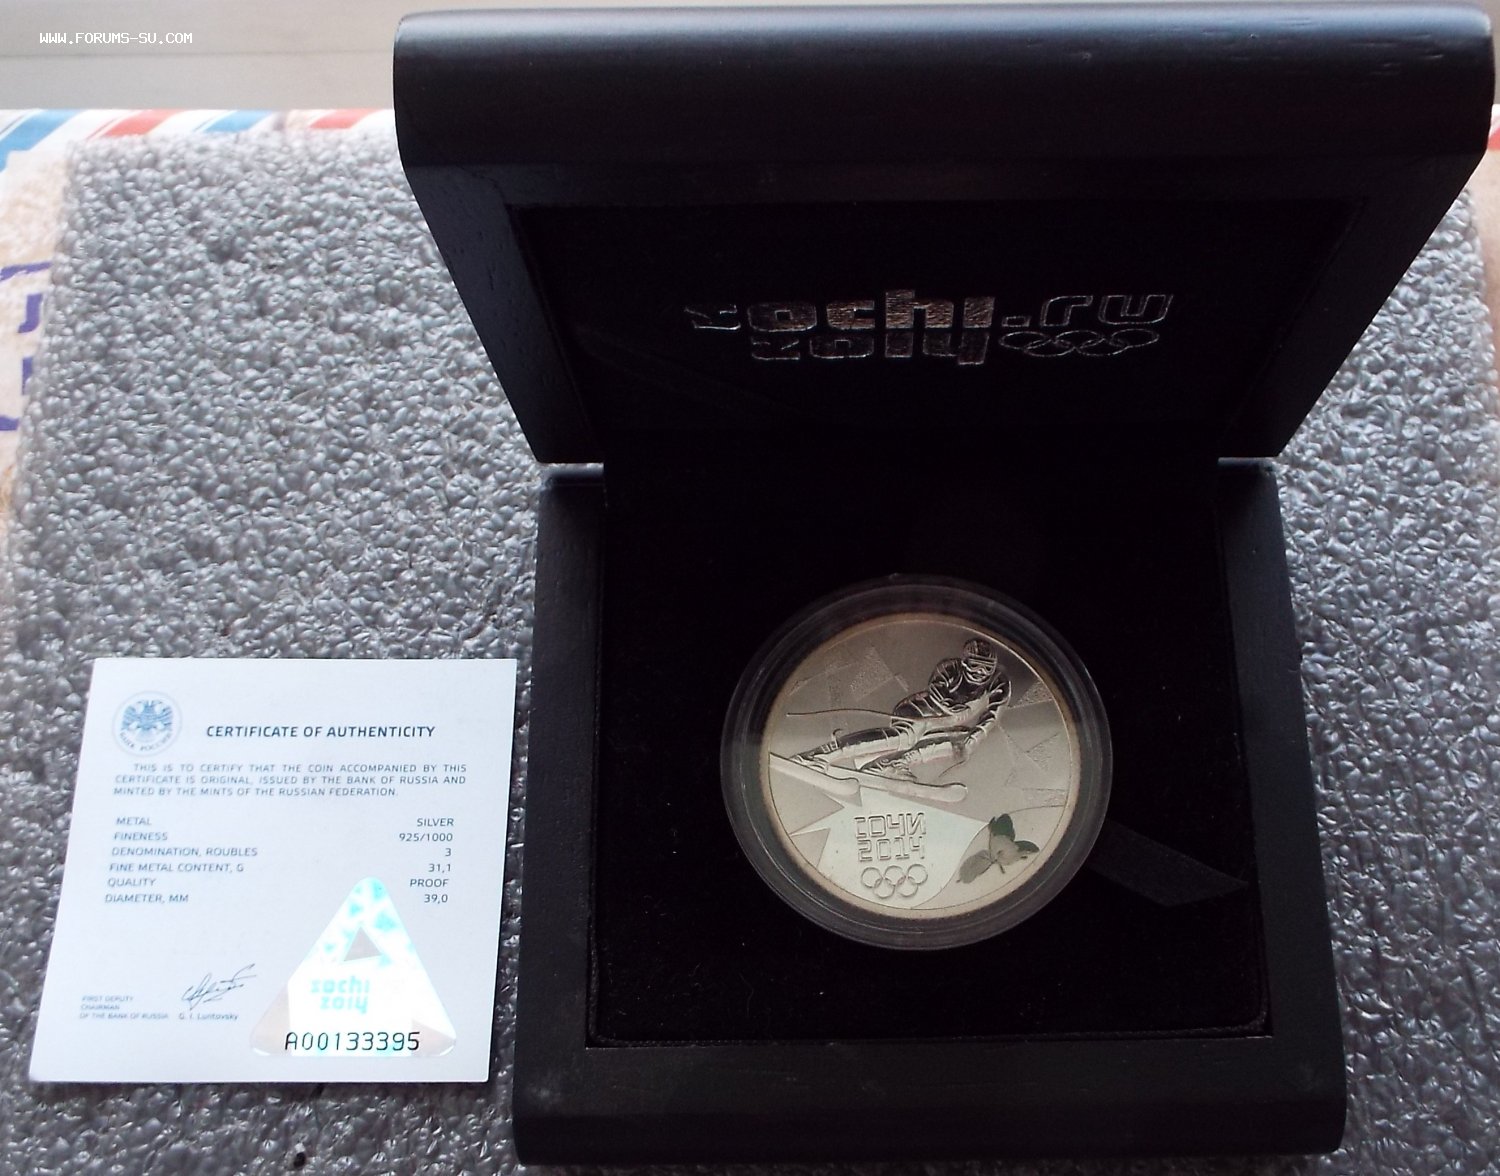 WWW.FORUMS-SU.COM
sochi.ru
2014
СОЧИ
2014
БАНК РОССИИ
CERTIFICATE OF AUTHENTICITY
THIS IS TO CERTIFY THAT THE COIN ACCOMPANIED BY THIS
CERTIFICATE IS ORIGINAL, ISSUED BY THE BANK OF RUSSIA AND
MINTED BY THE MINTS OF THE RUSSIAN FEDERATION.
METAL SILVER
FINENESS 925/1000
DENOMINATION, ROUBLES 3
FINE METAL CONTENT, G 31,1
QUALITY PROOF
DIAMETER, MM 39,0
FIRST DEPUTY
CHAIRMAN
OF THE BANK OF RUSSIA G. I. Luntovsky
sochi
2014
A00133395